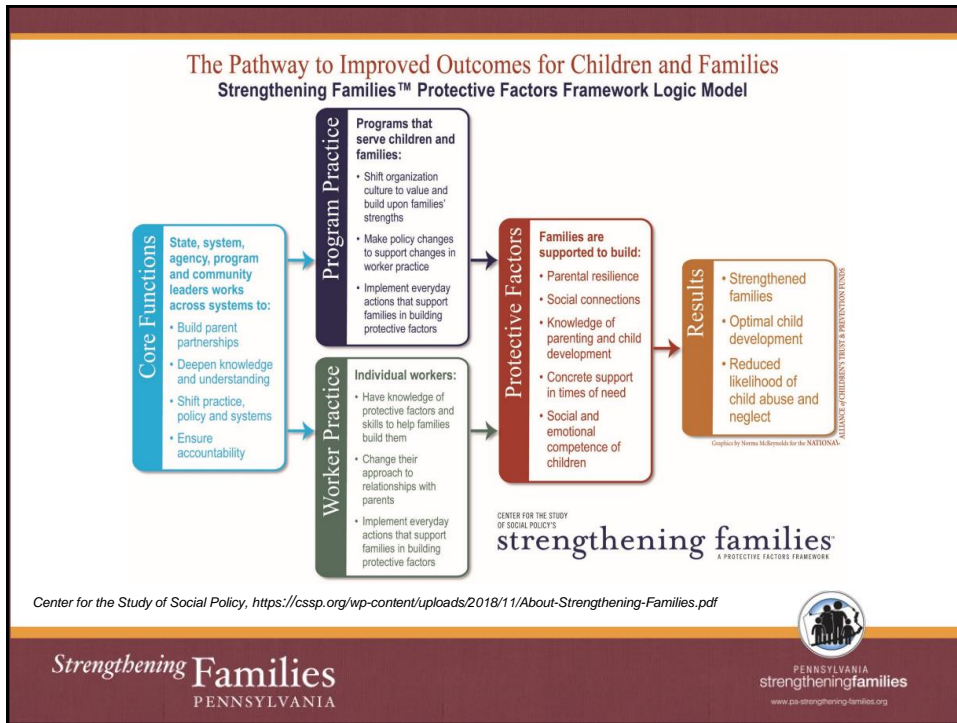 The Pathway to Improved Outcomes for Children and Families
Strengthening Families™ Protective Factors Framework Logic Model
Core Functions
State, system,
agency, program
and community
leaders works
across systems to:
• Build parent
partnerships
• Deepen knowledge
and understanding
• Shift practice,
policy and systems
• Ensure
accountability
Program Practice
Programs that
serve children and
families:
• Shift organization
culture to value and
build upon families'
strengths
• Make policy changes
to support changes in
worker practice
• Implement everyday
actions that support
families in building
protective factors
Worker Practice
Individual workers:
• Have knowledge of
protective factors and
skills to help families
build them
• Change their
approach to
relationships with
parents
• Implement everyday
actions that support
families in building
protective factors
Protective Factors
Families are
supported to build:
• Parental resilience
• Social connections
• Knowledge of
parenting and child
development
• Concrete support
in times of need
• Social and
emotional
competence of
children
Results
• Strengthened
families
• Optimal child
development
• Reduced
likelihood of
child abuse and
neglect
Graphics by Norma McReynolds for the NATIONAL
ALLIANCE of CHILDREN'S TRUST & PREVENTION FUNDS
CENTER FOR THE STUDY
OF SOCIAL POLICY'S
strengthening families™
A PROTECTIVE FACTORS FRAMEWORK
Center for the Study of Social Policy, https://cssp.org/wp-content/uploads/2018/11/About-Strengthening-Families.pdf
Strengthening Families
PENNSYLVANIA
PENNSYLVANIA
strengtheningfamilies
www.pa-strengthening-families.org